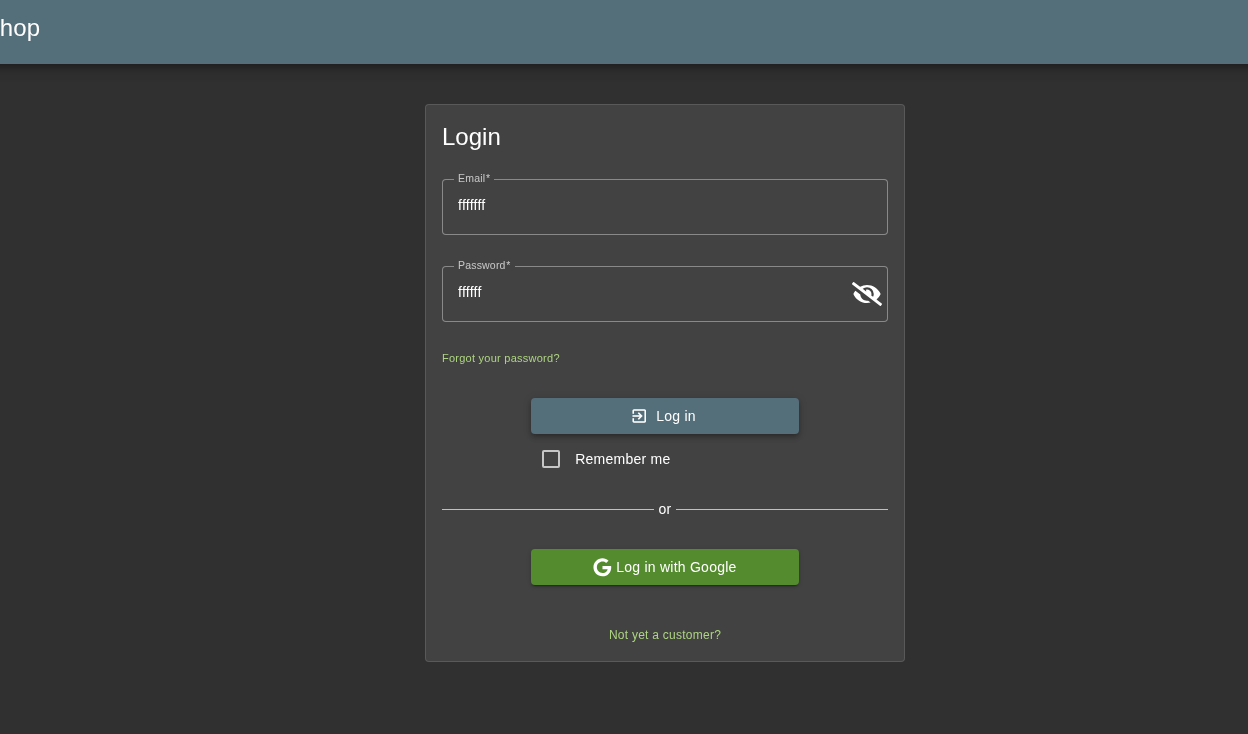 hop
Login
Email*
fffffff
Password*
ffffff
Forgot your password?
Log in
Remember me
or
Log in with Google
Not yet a customer?